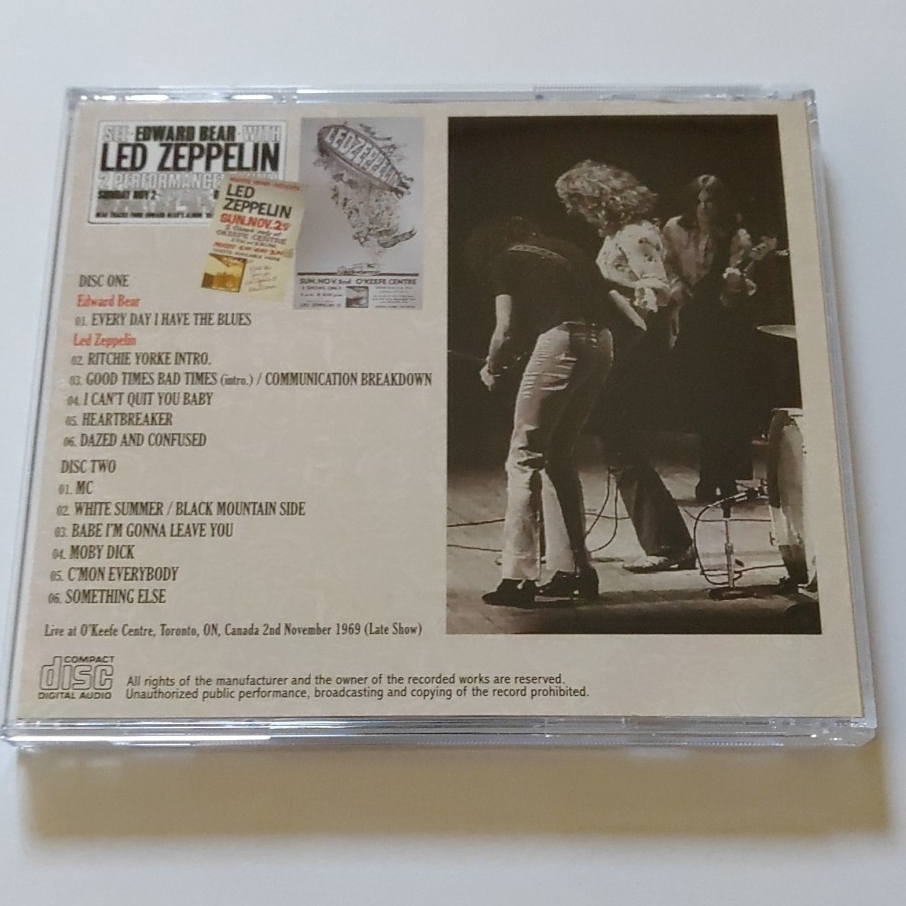 SEE EDWARD BEAR WITH
LED ZEPPELIN
2 PERFORMANCES
SUNDAY NOV 2
LED
ZEPPELIN
SUN. NOV. 2
O'KEEFE CENTRE
LED ZEPPELIN
SUN. NOV. 2nd O'KEEFE CENTRE
DISC ONE
Edward Bear
01. EVERY DAY I HAVE THE BLUES
Led Zeppelin
02. RITCHIE YORKE INTRO.
03. GOOD TIMES BAD TIMES (intro.) / COMMUNICATION BREAKDOWN
04. I CAN'T QUIT YOU BABY
05. HEARTBREAKER
06. DAZED AND CONFUSED
DISC TWO
01. MC
02. WHITE SUMMER / BLACK MOUNTAIN SIDE
03. BABE I'M GONNA LEAVE YOU
04. MOBY DICK
05. C'MON EVERYBODY
06. SOMETHING ELSE
Live at O'Keefe Centre, Toronto, ON, Canada 2nd November 1969 (Late Show)
COMPACT
disc
DIGITAL AUDIO
All rights of the manufacturer and the owner of the recorded works are reserved.
Unauthorized public performance, broadcasting and copying of the record prohibited.